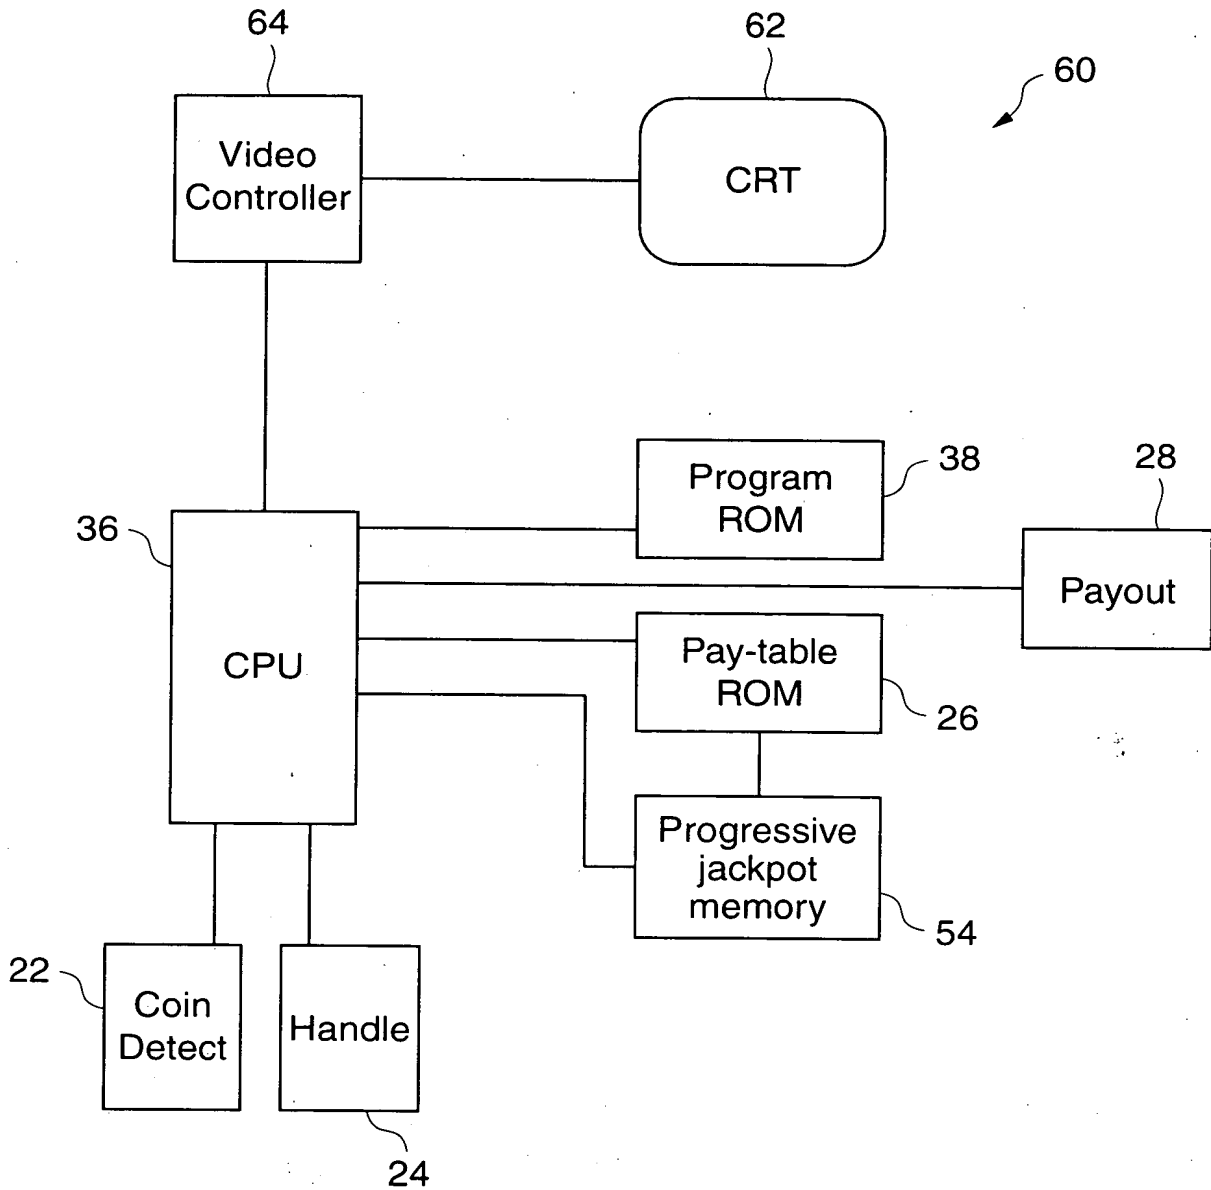 64
62
60
Video
Controller
CRT
38
28
36
Program
ROM
Payout
CPU
Pay-table
ROM
26
Progressive
jackpot
memory
54
22
Coin
Detect
Handle
24